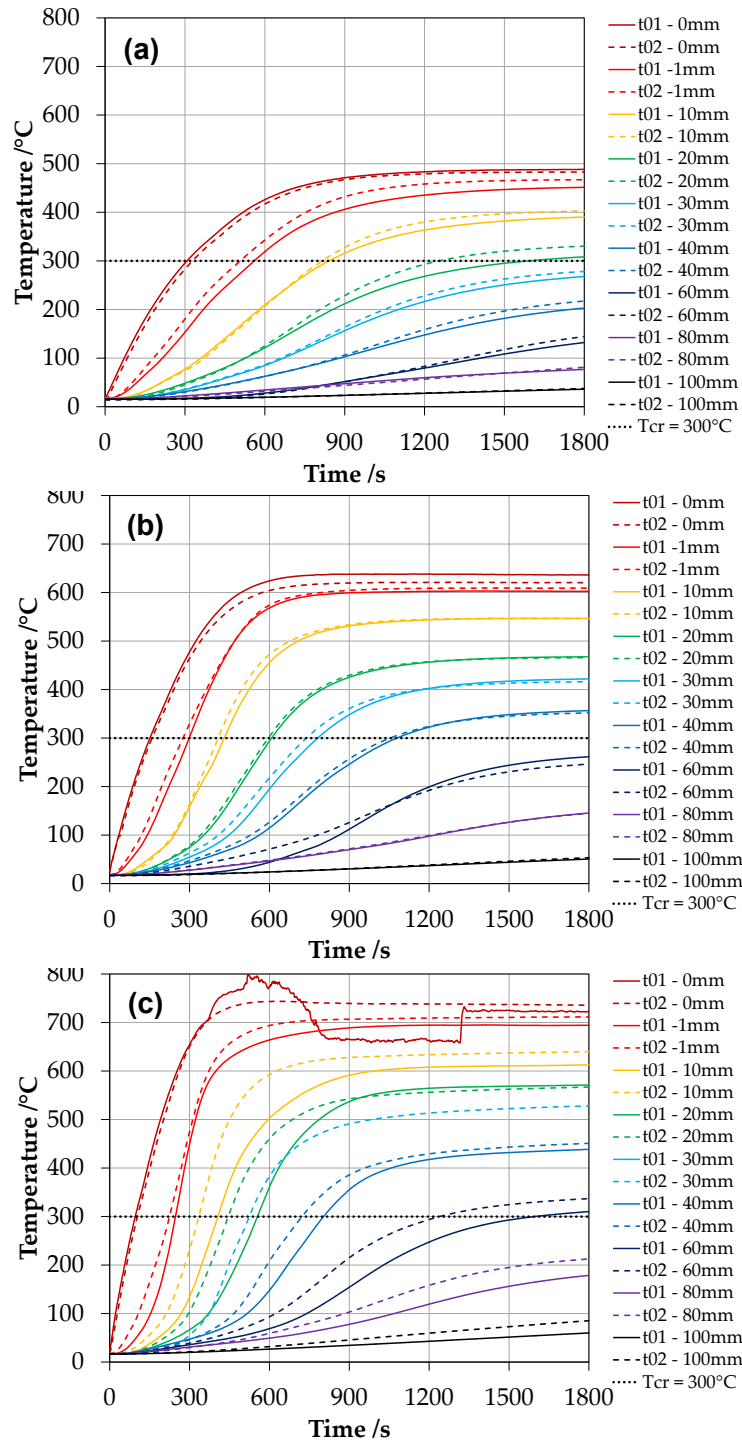 (a)
800
700
600
500
400
300
200
100
0
Temperature /°C
0 300 600 900 1200 1500 1800
Time /s
t01 - 0mm
t02 - 0mm
t01 -1mm
t02 -1mm
t01 - 10mm
t02 - 10mm
t01 - 20mm
t02 - 20mm
t01 - 30mm
t02 - 30mm
t01 - 40mm
t02 - 40mm
t01 - 60mm
t02 - 60mm
t01 - 80mm
t02 - 80mm
t01 - 100mm
t02 - 100mm
Tcr = 300°C
(b)
800
700
600
500
400
300
200
100
0
Temperature /°C
0 300 600 900 1200 1500 1800
Time /s
t01 - 0mm
t02 - 0mm
t01 -1mm
t02 -1mm
t01 - 10mm
t02 - 10mm
t01 - 20mm
t02 - 20mm
t01 - 30mm
t02 - 30mm
t01 - 40mm
t02 - 40mm
t01 - 60mm
t02 - 60mm
t01 - 80mm
t02 - 80mm
t01 - 100mm
t02 - 100mm
Tcr = 300°C
(c)
800
700
600
500
400
300
200
100
0
Temperature /°C
0 300 600 900 1200 1500 1800
Time /s
t01 - 0mm
t02 - 0mm
t01 -1mm
t02 -1mm
t01 - 10mm
t02 - 10mm
t01 - 20mm
t02 - 20mm
t01 - 30mm
t02 - 30mm
t01 - 40mm
t02 - 40mm
t01 - 60mm
t02 - 60mm
t01 - 80mm
t02 - 80mm
t01 - 100mm
t02 - 100mm
Tcr = 300°C